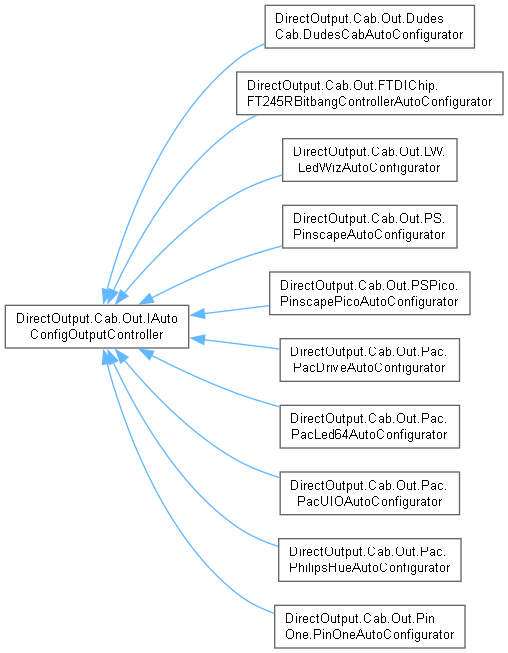 DirectOutput.Cab.Out.Dudes
Cab.DudesCabAutoConfigurator
DirectOutput.Cab.Out.FTDIChip.
FT245RBitbangControllerAutoConfigurator
DirectOutput.Cab.Out.LW.
LedWizAutoConfigurator
DirectOutput.Cab.Out.PS.
PinscapeAutoConfigurator
DirectOutput.Cab.Out.PSPico.
PinscapePicoAutoConfigurator
DirectOutput.Cab.Out.IAuto
ConfigOutputController
DirectOutput.Cab.Out.Pac.
PacDriveAutoConfigurator
DirectOutput.Cab.Out.Pac.
PacLed64AutoConfigurator
DirectOutput.Cab.Out.Pac.
PacUIOAutoConfigurator
DirectOutput.Cab.Out.Pac.
PhilipsHueAutoConfigurator
DirectOutput.Cab.Out.Pin
One.PinOneAutoConfigurator